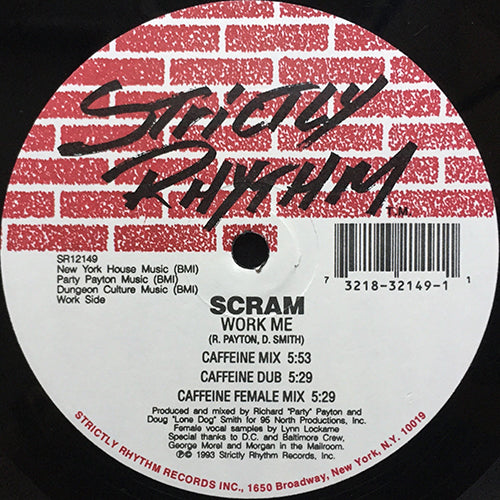 STRICTLY
RHYTHM
T.M.
SR12149
New York House Music (BMI)
Party Payton Music (BMI)
Dungeon Culture Music (BMI)
Work Side
7 3218-32149-1 1
SCRAM
WORK ME
(R. PAYTON, D. SMITH)
CAFFEINE MIX 5:53
CAFFEINE DUB 5:29
CAFFEINE FEMALE MIX 5:29
Produced and mixed by Richard "Party" Payton and
Doug "Lone Dog" Smith for 95 North Productions, Inc.
Female vocal samples by Lynn Lockame
Special thanks to D.C. and Baltimore Crew,
George Morel and Morgan in the Mailroom.
℗ © 1993 Strictly Rhythm Records, Inc.
STRICTLY RHYTHM RECORDS INC., 1650 Broadway, New York, N.Y. 10019